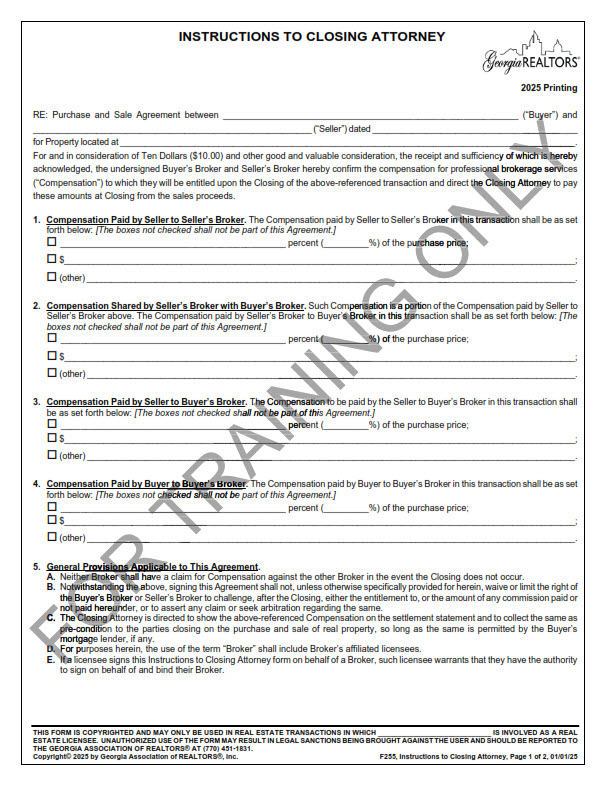 INSTRUCTIONS TO CLOSING ATTORNEY
Georgia REALTORS®
2025 Printing
RE: Purchase and Sale Agreement between ____________ ("Buyer") and
____________ ("Seller") dated ____________
for Property located at ____________.
For and in consideration of Ten Dollars ($10.00) and other good and valuable consideration, the receipt and sufficiency of which is hereby
acknowledged, the undersigned Buyer's Broker and Seller's Broker hereby confirm the compensation for professional brokerage services
("Compensation") to which they will be entitled upon the Closing of the above-referenced transaction and direct the Closing Attorney to pay
these amounts at Closing from the sales proceeds.
1. Compensation Paid by Seller to Seller's Broker. The Compensation paid by Seller to Seller's Broker in this transaction shall be as set
forth below: [The boxes not checked shall not be part of this Agreement.]
☐ ____________ percent (________%) of the purchase price;
☐ $____________;
☐ (other)____________.
2. Compensation Shared by Seller's Broker with Buyer's Broker. Such Compensation is a portion of the Compensation paid by Seller to
Seller's Broker above. The Compensation paid by Seller's Broker to Buyer's Broker in this transaction shall be as set forth below: [The
boxes not checked shall not be part of this Agreement.]
☐ ____________ percent (________%) of the purchase price;
☐ $____________;
☐ (other)____________.
3. Compensation Paid by Seller to Buyer's Broker. The Compensation to be paid by the Seller to Buyer's Broker in this transaction shall
be as set forth below: [The boxes not checked shall not be part of this Agreement.]
☐ ____________ percent (________%) of the purchase price;
☐ $____________;
☐ (other)____________.
4. Compensation Paid by Buyer to Buyer's Broker. The Compensation paid by Buyer to Buyer's Broker in this transaction shall be as set
forth below: [The boxes not checked shall not be part of this Agreement.]
☐ ____________ percent (________%) of the purchase price;
☐ $____________;
☐ (other)____________.
5. General Provisions Applicable to This Agreement.
A. Neither Broker shall have a claim for Compensation against the other Broker in the event the Closing does not occur.
B. Notwithstanding the above, signing this Agreement shall not, unless otherwise specifically provided for herein, waive or limit the right of
the Buyer's Broker or Seller's Broker to challenge, after the Closing, either the entitlement to, or the amount of any commission paid or
not paid hereunder, or to assert any claim or seek arbitration regarding the same.
C. The Closing Attorney is directed to show the above-referenced Compensation on the settlement statement and to collect the same as
pre-condition to the parties closing on the purchase and sale of real property, so long as the same is permitted by the Buyer's
mortgage lender, if any.
D. For purposes herein, the use of the term "Broker" shall include Broker's affiliated licensees.
E. If a licensee signs this Instructions to Closing Attorney form on behalf of a Broker, such licensee warrants that they have the authority
to sign on behalf of and bind their Broker.
FOR TRAINING ONLY
THIS FORM IS COPYRIGHTED AND MAY ONLY BE USED IN REAL ESTATE TRANSACTIONS IN WHICH ____________ IS INVOLVED AS A REAL
ESTATE LICENSEE. UNAUTHORIZED USE OF THE FORM MAY RESULT IN LEGAL SANCTIONS BEING BROUGHT AGAINST THE USER AND SHOULD BE REPORTED TO
THE GEORGIA ASSOCIATION OF REALTORS® AT (770) 451-1831.
Copyright© 2025 by Georgia Association of REALTORS®, Inc. F255, Instructions to Closing Attorney, Page 1 of 2, 01/01/25